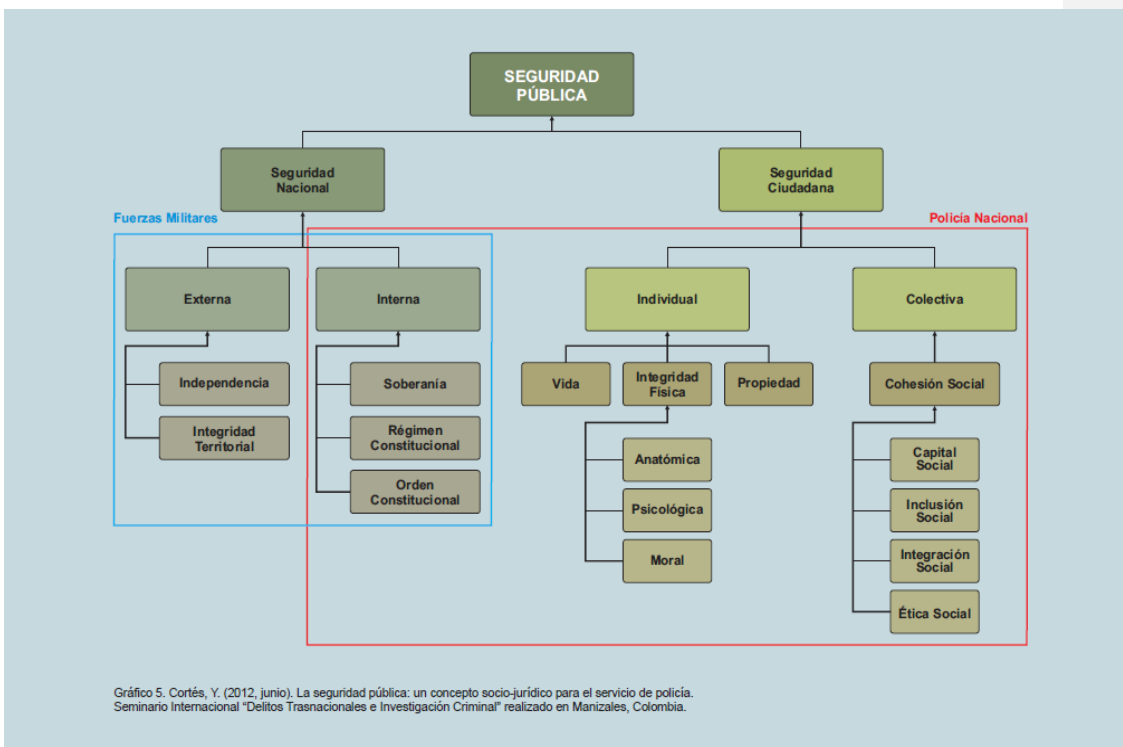 SEGURIDAD
PÚBLICA
Seguridad
Nacional
Seguridad
Ciudadana
Fuerzas Militares
Policía Nacional
Externa
Interna
Individual
Colectiva
Independencia
Soberanía
Vida
Integridad
Física
Propiedad
Cohesión Social
Integridad
Territorial
Régimen
Constitucional
Orden
Constitucional
Anatómica
Psicológica
Moral
Capital
Social
Inclusión
Social
Integración
Social
Ética Social
Gráfico 5. Cortés, Y. (2012, junio). La seguridad pública: un concepto socio-jurídico para el servicio de policía.
Seminario Internacional “Delitos Trasnacionales e Investigación Criminal” realizado en Manizales, Colombia.